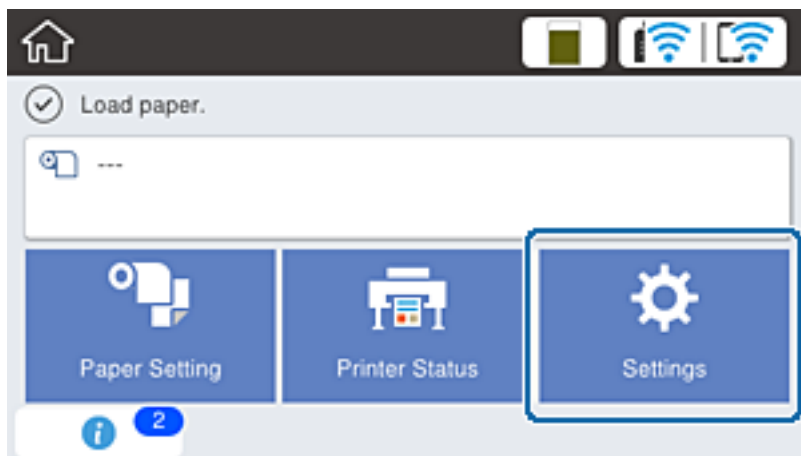 Load paper.
---
Paper Setting
Printer Status
Settings
i
2